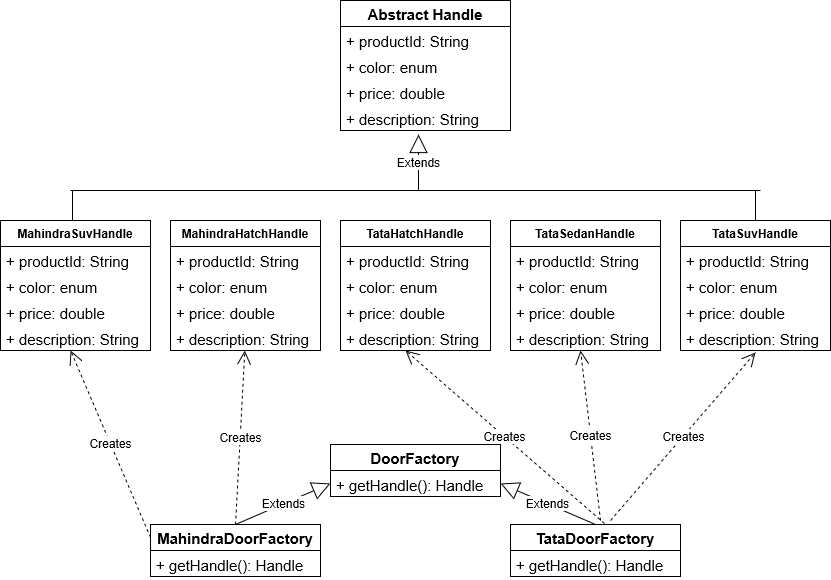 Abstract Handle
+ productId: String
+ color: enum
+ price: double
+ description: String
Extends
MahindraSuvHandle
+ productId: String
+ color: enum
+ price: double
+ description: String
MahindraHatchHandle
+ productId: String
+ color: enum
+ price: double
+ description: String
TataHatchHandle
+ productId: String
+ color: enum
+ price: double
+ description: String
TataSedanHandle
+ productId: String
+ color: enum
+ price: double
+ description: String
TataSuvHandle
+ productId: String
+ color: enum
+ price: double
+ description: String
Creates
Creates
Creates
Creates
Creates
DoorFactory
+ getHandle(): Handle
Extends
Extends
MahindraDoorFactory
+ getHandle(): Handle
TataDoorFactory
+ getHandle(): Handle